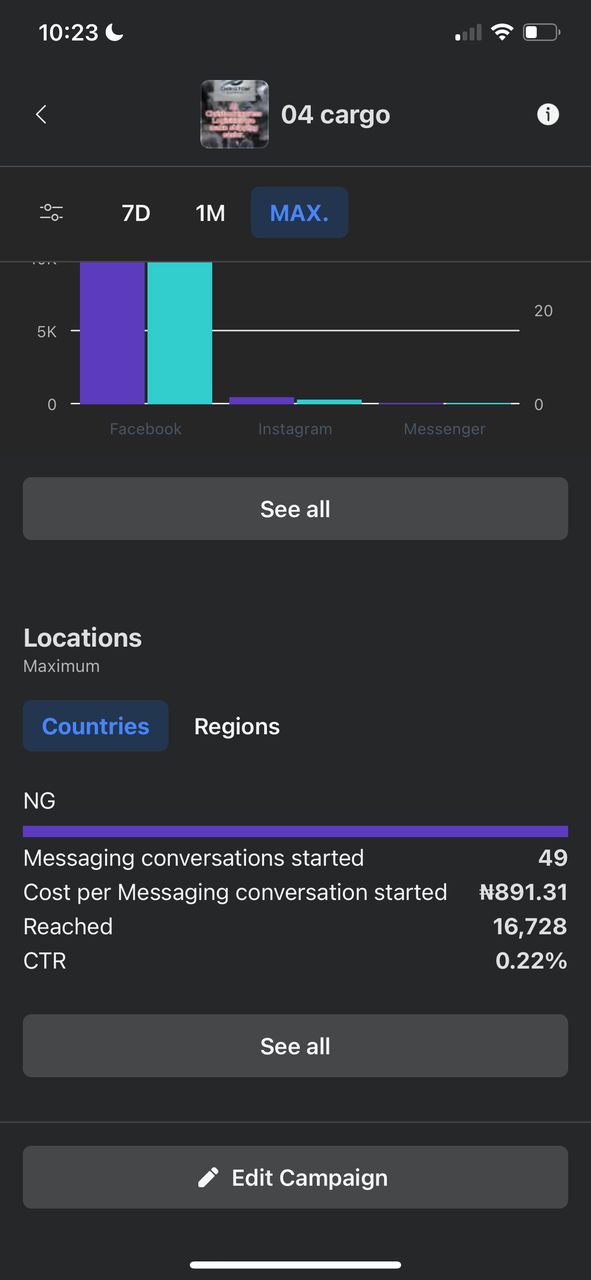 10:23
04 cargo
7D 1M MAX.
5K
20
0
0
Facebook Instagram Messenger
See all
Locations
Maximum
Countries Regions
NG
Messaging conversations started 49
Cost per Messaging conversation started ₦891.31
Reached 16,728
CTR 0.22%
See all
Edit Campaign